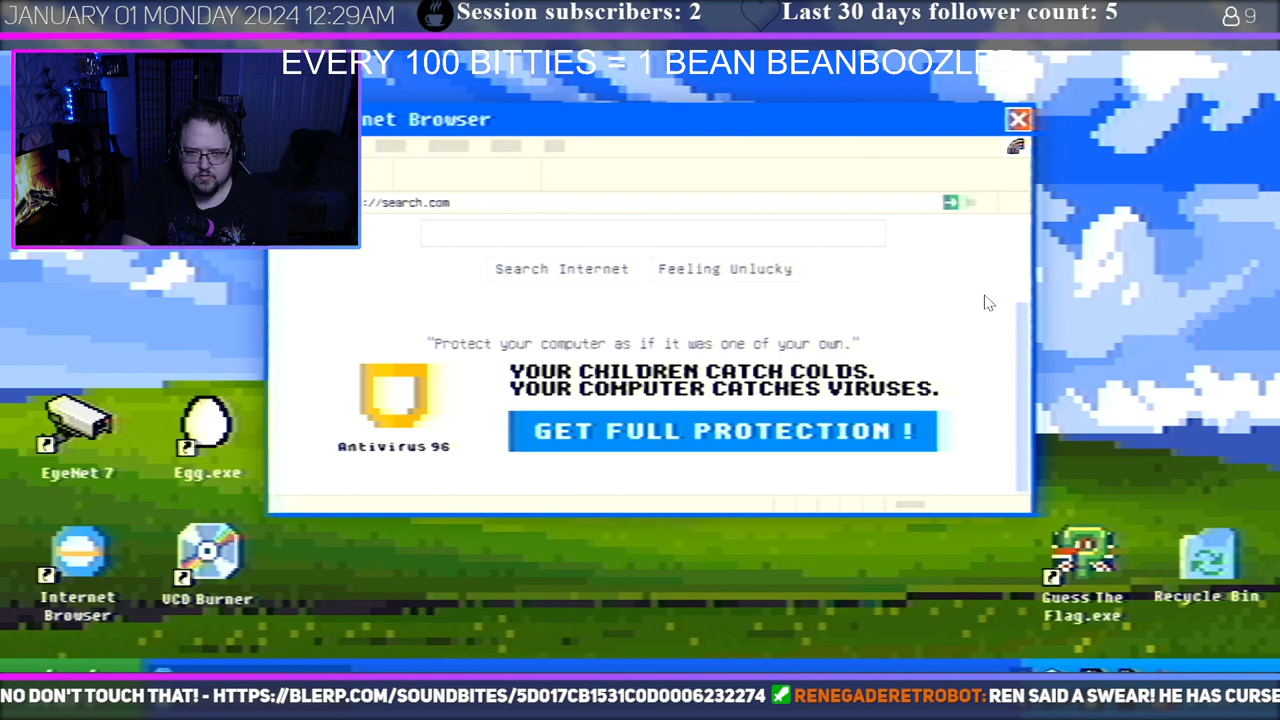 JANUARY 01 MONDAY 2024 12:29AM
Session subscribers: 2
Last 30 days follower count: 5
9
EVERY 100 BITTIES = 1 BEAN BEANBOOZLED
net Browser
://search.com
Search Internet
Feeling Unlucky
"Protect your computer as if it was one of your own."
YOUR CHILDREN CATCH COLDS.
YOUR COMPUTER CATCHES VIRUSES.
GET FULL PROTECTION !
Antivirus 96
EyeNet 7
Egg.exe
Internet
Browser
VCD Burner
Guess The
Flag.exe
Recycle Bin
NO DON'T TOUCH THAT! - HTTPS://BLERP.COM/SOUNDBITES/5D017CB1531C0D0006232274 RENEGADERETROBOT: REN SAID A SWEAR! HE HAS CURSE